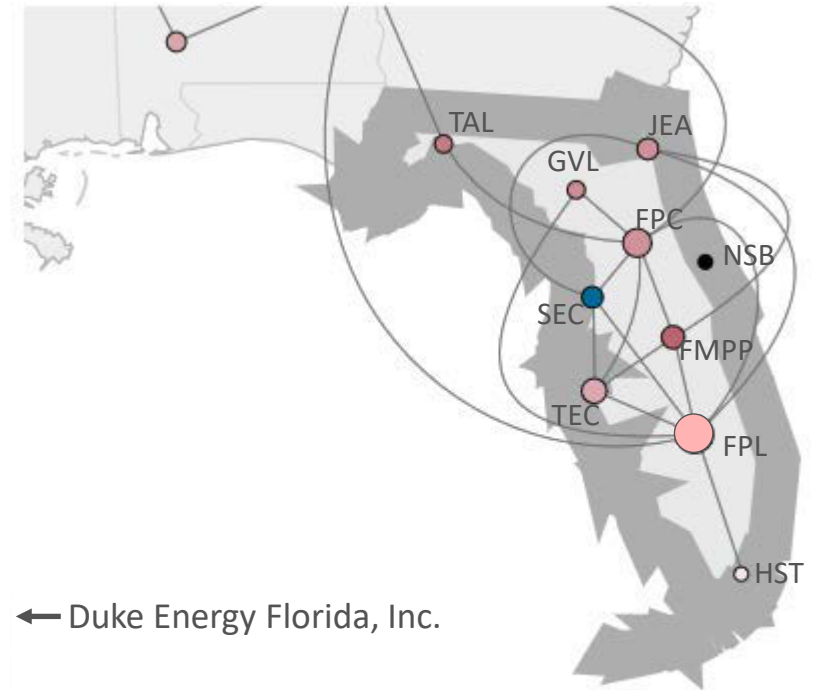 TAL
JEA
GVL
FPC
NSB
SEC
FMPP
TEC
FPL
HST
Duke Energy Florida, Inc.